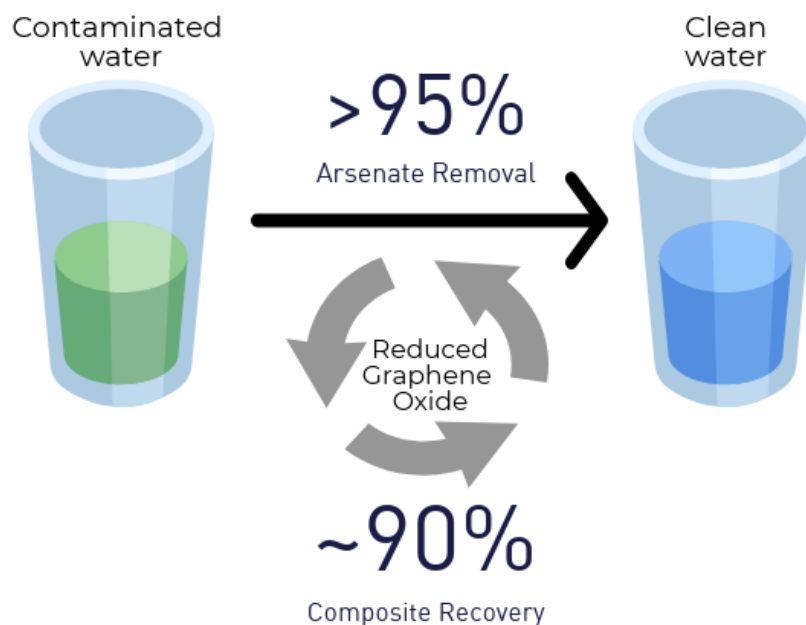 Contaminated
water
Clean
water
>95%
Arsenate Removal
Reduced
Graphene
Oxide
~90%
Composite Recovery